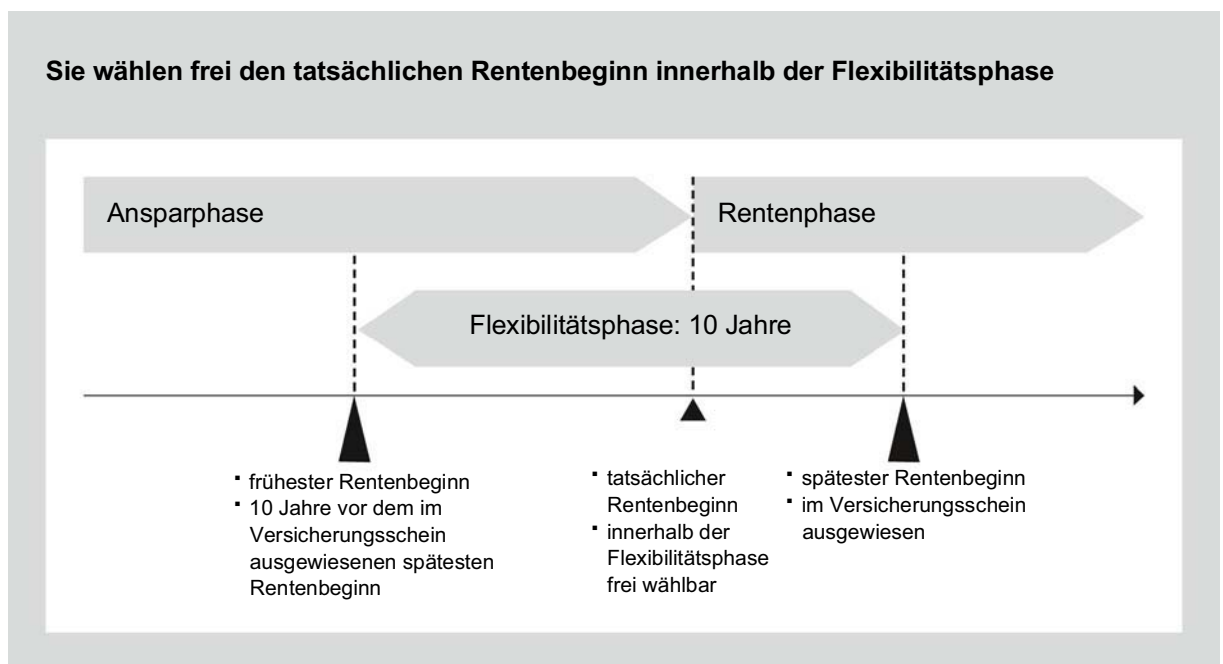 Sie wählen frei den tatsächlichen Rentenbeginn innerhalb der Flexibilitätsphase
Ansparphase
Rentenphase
Flexibilitätsphase: 10 Jahre
▪ frühester Rentenbeginn
▪ 10 Jahre vor dem im
Versicherungsschein
ausgewiesenen spätesten
Rentenbeginn
▪ tatsächlicher
Rentenbeginn
▪ innerhalb der
Flexibilitätsphase
frei wählbar
▪ spätester Rentenbeginn
▪ im Versicherungsschein
ausgewiesen